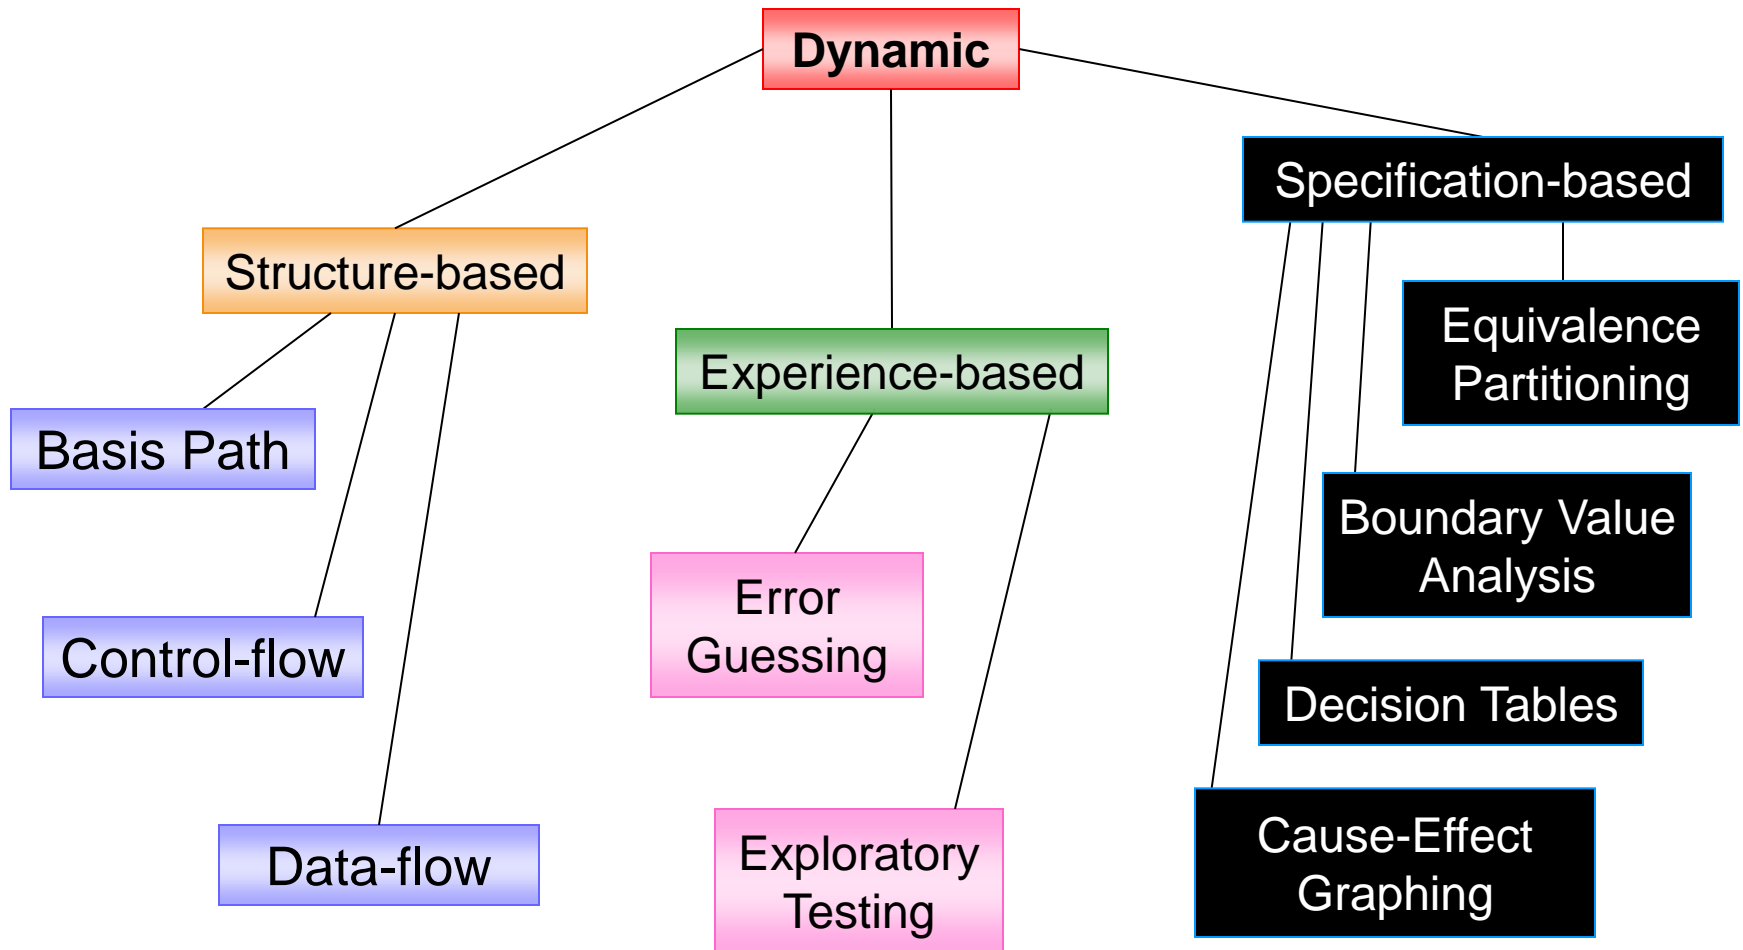 Dynamic
Specification-based
Structure-based
Equivalence
Partitioning
Experience-based
Basis Path
Boundary Value
Analysis
Error
Guessing
Control-flow
Decision Tables
Cause-Effect
Graphing
Data-flow
Exploratory
Testing